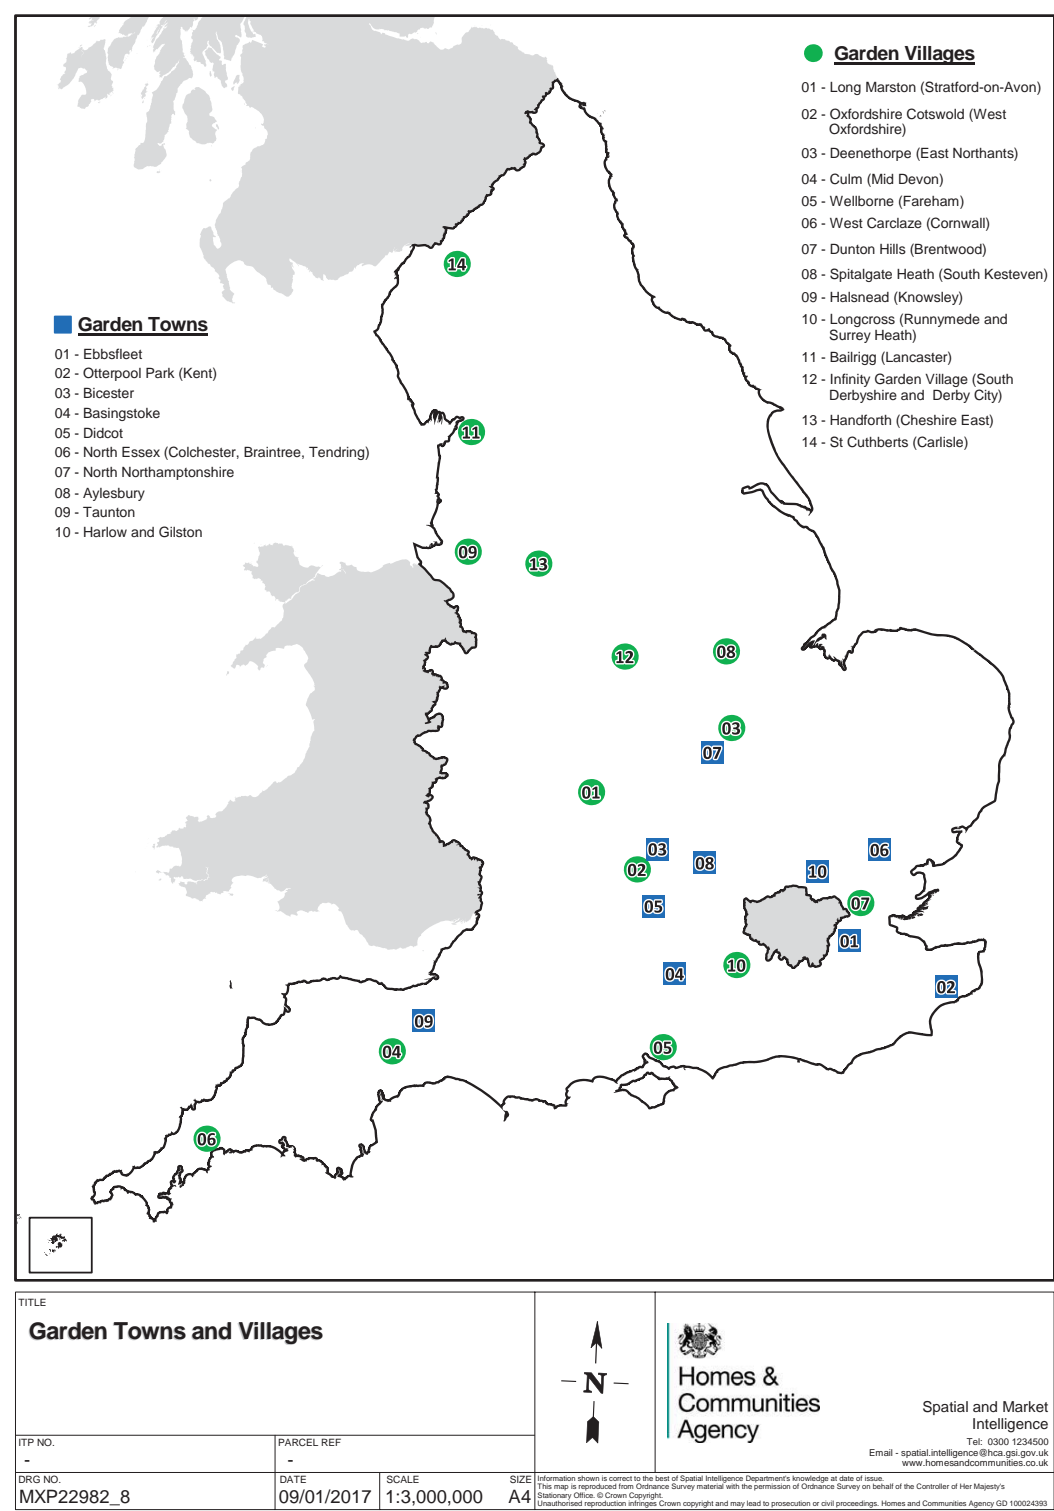 Garden Villages
01 - Long Marston (Stratford-on-Avon)
02 - Oxfordshire Cotswold (West
Oxfordshire)
03 - Deenethorpe (East Northants)
04 - Culm (Mid Devon)
05 - Wellborne (Fareham)
06 - West Carclaze (Cornwall)
07 - Dunton Hills (Brentwood)
08 - Spitalgate Heath (South Kesteven)
09 - Halsnead (Knowsley)
10 - Longcross (Runnymede and
Surrey Heath)
11 - Bailrigg (Lancaster)
12 - Infinity Garden Village (South
Derbyshire and Derby City)
13 - Handforth (Cheshire East)
14 - St Cuthberts (Carlisle)
Garden Towns
01 - Ebbsfleet
02 - Otterpool Park (Kent)
03 - Bicester
04 - Basingstoke
05 - Didcot
06 - North Essex (Colchester, Braintree, Tendring)
07 - North Northamptonshire
08 - Aylesbury
09 - Taunton
10 - Harlow and Gilston
14
11
09
13
12
08
03
07
01
03
08
06
02
10
05
07
01
10
04
02
09
04
05
06
TITLE
Garden Towns and Villages
ITP NO.
-
PARCEL REF
-
DRG NO.
MXP22982_8
DATE
09/01/2017
SCALE
1:3,000,000
SIZE
A4
N
Homes &
Communities
Agency
Spatial and Market
Intelligence
Tel: 0300 1234500
Email - spatial.intelligence@hca.gsi.gov.uk
www.homesandcommunities.co.uk
Information shown is correct to the best of Spatial Intelligence Department's knowledge at date of issue.
This map is reproduced from Ordnance Survey material with the permission of Ordnance Survey on behalf of the Controller of Her Majesty's
Stationary Office. © Crown Copyright.
Unauthorised reproduction infringes Crown copyright and may lead to prosecution or civil proceedings. Homes and Communities Agency GD 100024393